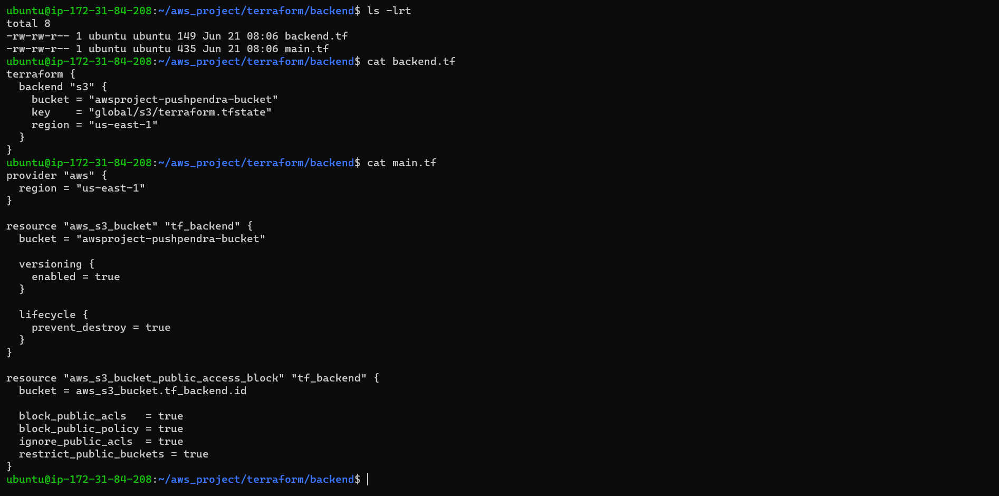 ubuntu@ip-172-31-84-208:~/aws_project/terraform/backend$ ls -lrt
total 8
-rw-rw-r-- 1 ubuntu ubuntu 149 Jun 21 08:06 backend.tf
-rw-rw-r-- 1 ubuntu ubuntu 435 Jun 21 08:06 main.tf
ubuntu@ip-172-31-84-208:~/aws_project/terraform/backend$ cat backend.tf
terraform {
  backend "s3" {
    bucket = "awsproject-pushpendra-bucket"
    key    = "global/s3/terraform.tfstate"
    region = "us-east-1"
  }
}
ubuntu@ip-172-31-84-208:~/aws_project/terraform/backend$ cat main.tf
provider "aws" {
  region = "us-east-1"
}

resource "aws_s3_bucket" "tf_backend" {
  bucket = "awsproject-pushpendra-bucket"

  versioning {
    enabled = true
  }

  lifecycle {
    prevent_destroy = true
  }
}

resource "aws_s3_bucket_public_access_block" "tf_backend" {
  bucket = aws_s3_bucket.tf_backend.id

  block_public_acls   = true
  block_public_policy = true
  ignore_public_acls  = true
  restrict_public_buckets = true
}
ubuntu@ip-172-31-84-208:~/aws_project/terraform/backend$